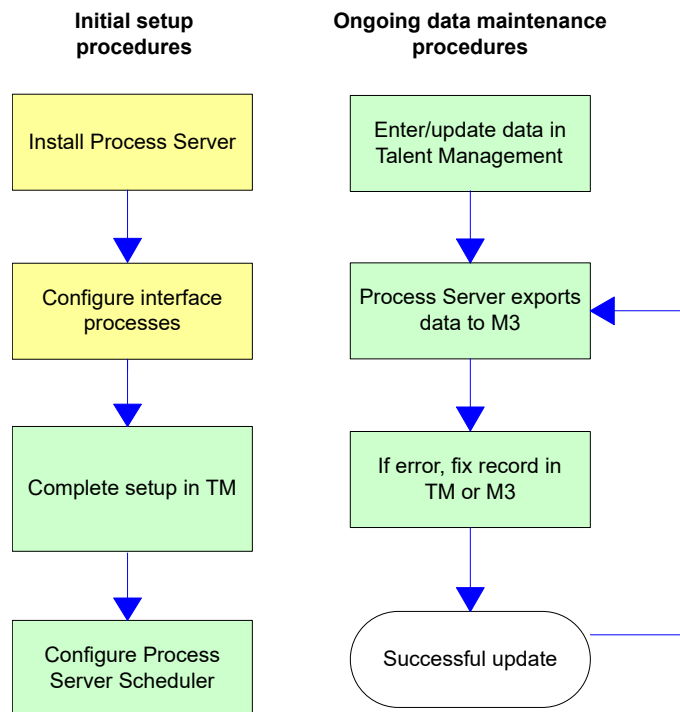 Initial setup
procedures
Ongoing data maintenance
procedures
Install Process Server
Configure interface
processes
Complete setup in TM
Configure Process
Server Scheduler
Enter/update data in
Talent Management
Process Server exports
data to M3
If error, fix record in
TM or M3
Successful update